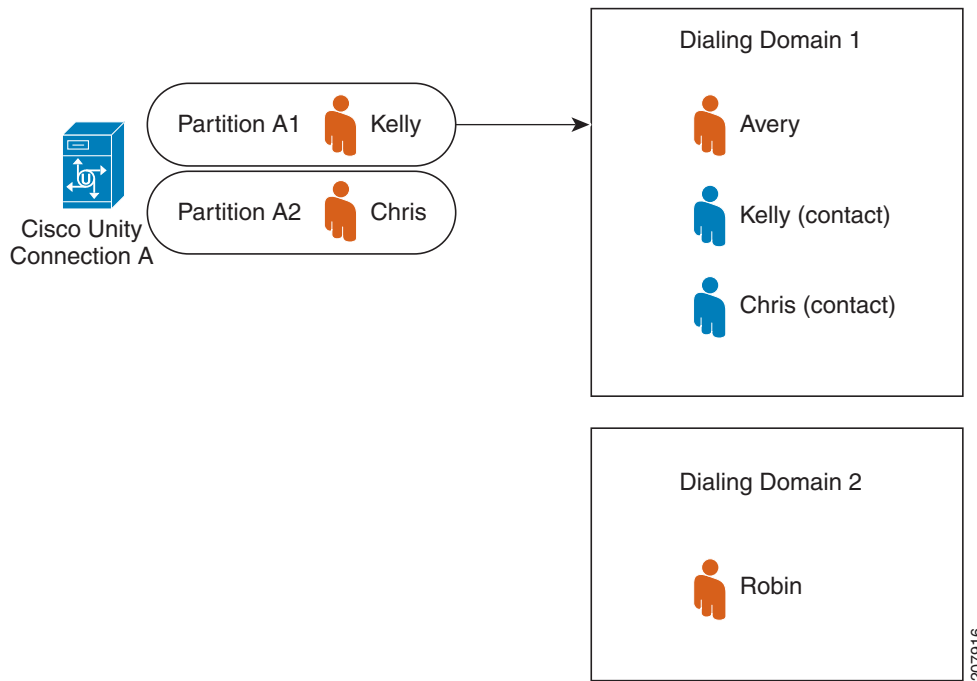 Cisco Unity
Connection A
Partition A1
Kelly
Partition A2
Chris
Dialing Domain 1
Avery
Kelly (contact)
Chris (contact)
Dialing Domain 2
Robin
207916